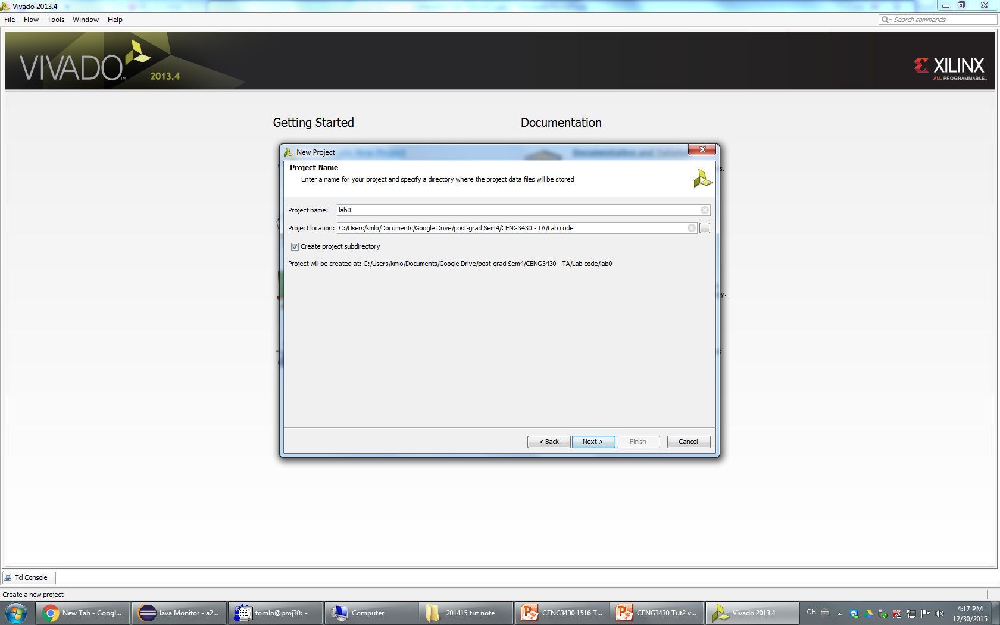 Vivado 2013.4
File Flow Tools Window Help
Search commands
VIVADO™ 2013.4
XILINX
ALL PROGRAMMABLE™
Getting Started
Documentation
New Project
Project Name
Enter a name for your project and specify a directory where the project data files will be stored
s.
Project name: lab0
Project location: C:/Users/kmlo/Documents/Google Drive/post-grad Sem4/CENG3430 - TA/Lab code
...
Create project subdirectory
Project will be created at: C:/Users/kmlo/Documents/Google Drive/post-grad Sem4/CENG3430 - TA/Lab code/lab0
y.
< Back Next > Finish Cancel
Tcl Console
Create a new project
New Tab - Googl... Java Monitor - a2... tomlo@proj30: ~ Computer 201415 tut note CENG3430 1516 T... CENG3430 Tut2 v... Vivado 2013.4 CH
4:17 PM
12/30/2015